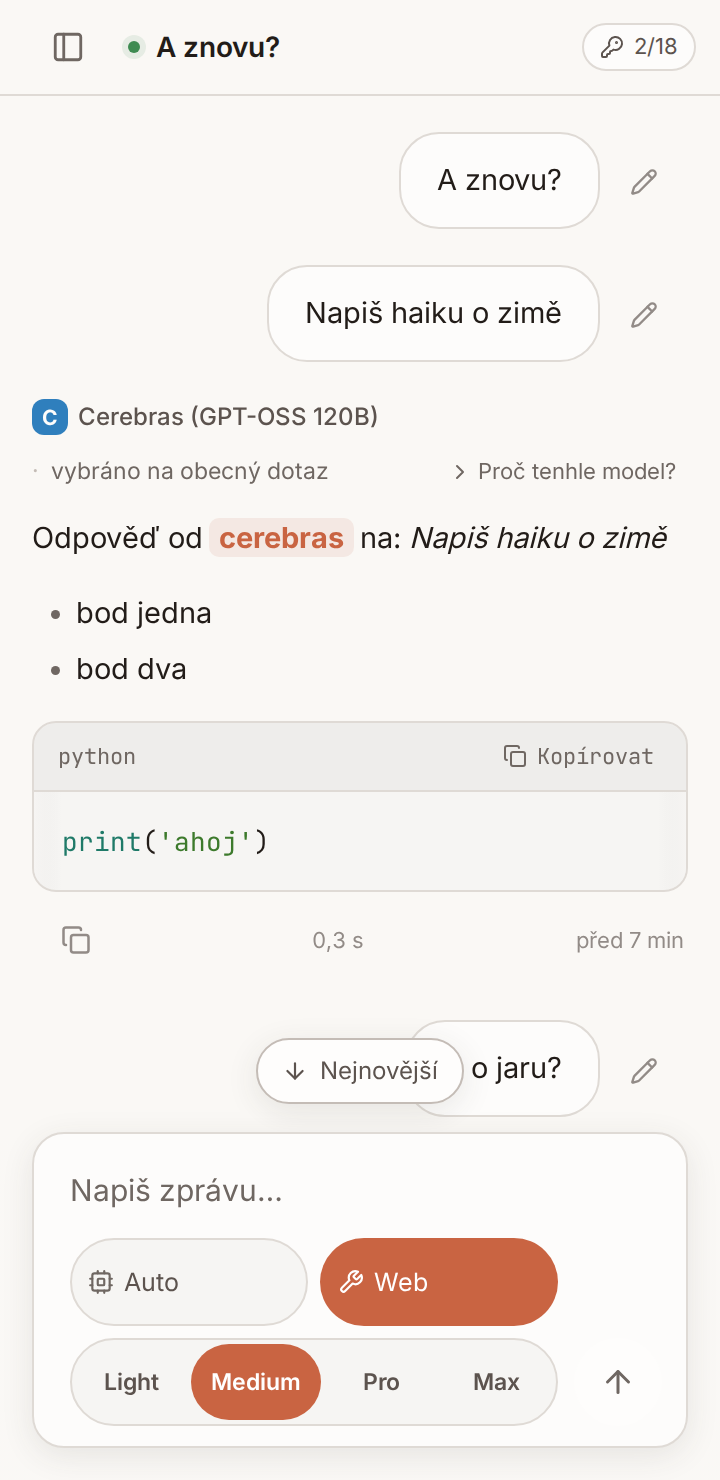 A znovu?
2/18
A znovu?
Napiš haiku o zimě
C Cerebras (GPT-OSS 120B)
· vybráno na obecný dotaz
Proč tenhle model?
Odpověď od cerebras na: Napiš haiku o zimě
• bod jedna
• bod dva
python
Kopírovat
print('ahoj')
0,3 s
před 7 min
o jaru?
Nejnovější
Napiš zprávu...
Auto
Web
Light
Medium
Pro
Max